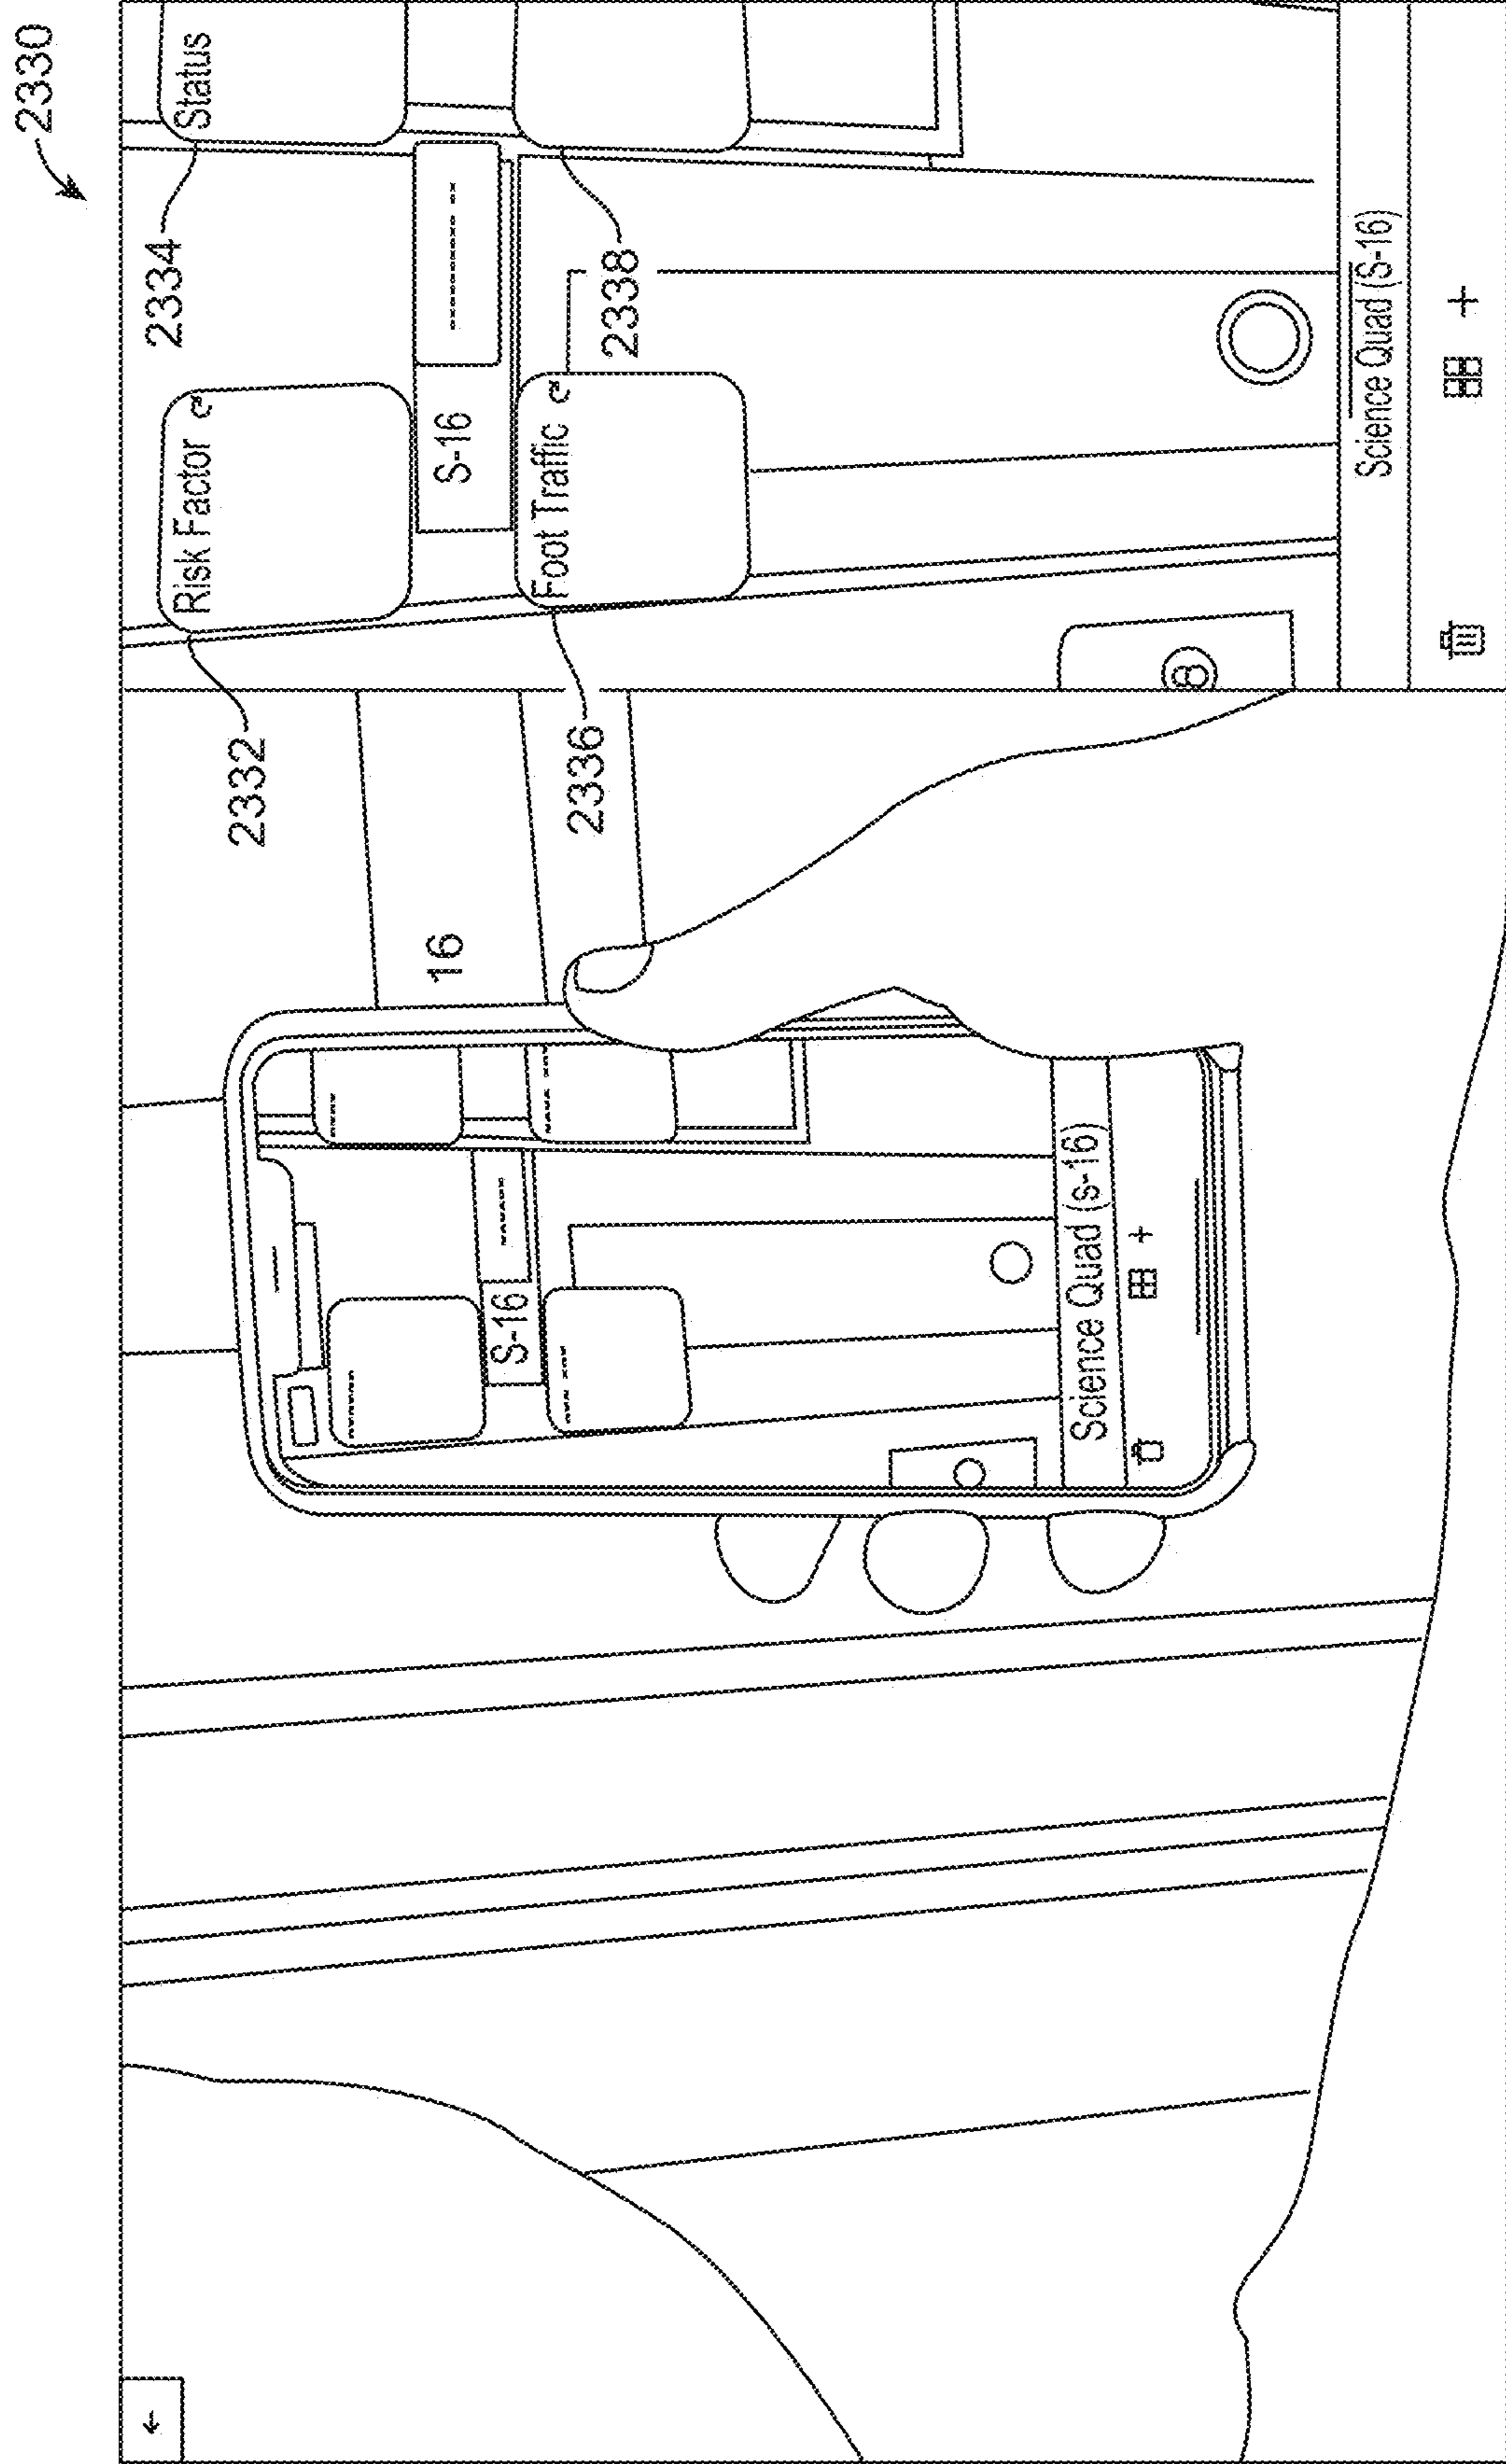 2330
2332
2334
Risk Factor
Status
16
S-16
2336
2338
Foot Traffic
8
Science Quad (S-16)
+
S-16
Science Quad (s-16)
+
←